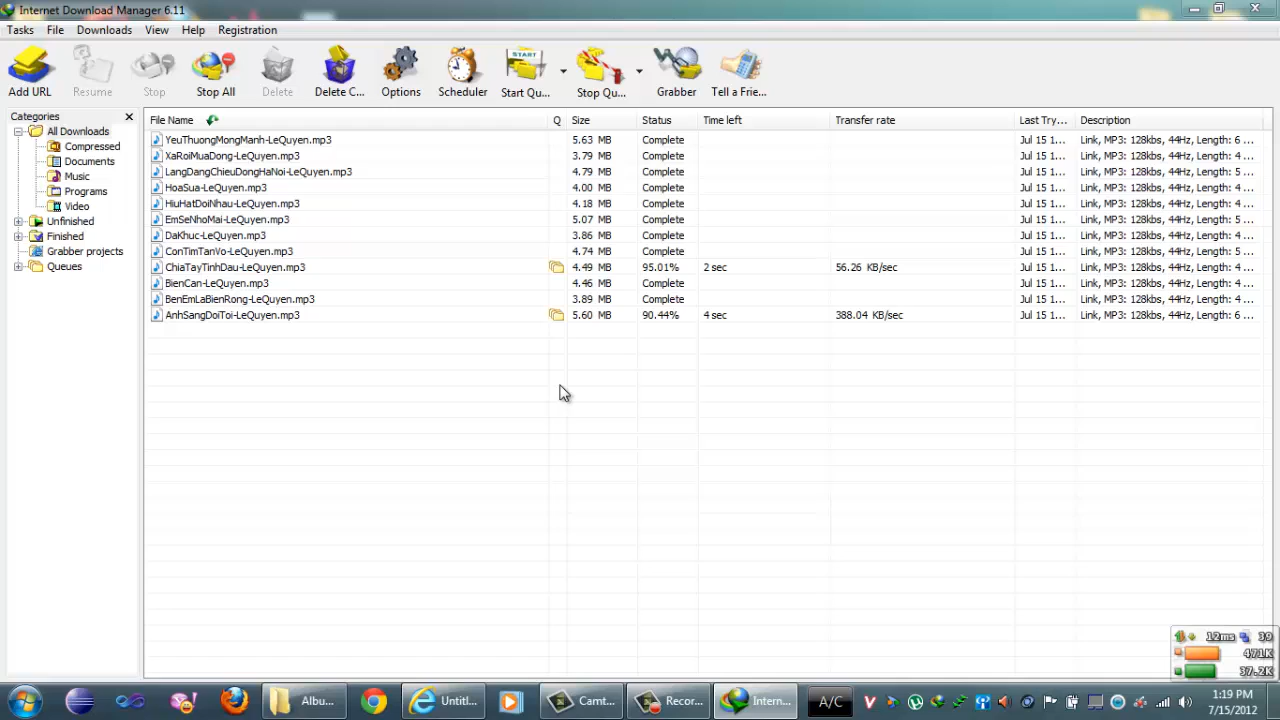 Internet Download Manager 6.11
Tasks File Downloads View Help Registration
Add URL Resume Stop Stop All Delete Delete C... Options Scheduler Start Qu... Stop Qu... Grabber Tell a Frie...
START
Categories
All Downloads
Compressed
Documents
Music
Programs
Video
Unfinished
Finished
Grabber projects
Queues
File Name Q Size Status Time left Transfer rate Last Try... Description
YeuThuongMongManh-LeQuyen.mp3 5.63 MB Complete Jul 15 1... Link, MP3: 128kbs, 44Hz, Length: 6 ...
XaRoiMuaDong-LeQuyen.mp3 3.79 MB Complete Jul 15 1... Link, MP3: 128kbs, 44Hz, Length: 4 ...
LangDangChieuDongHaNoi-LeQuyen.mp3 4.79 MB Complete Jul 15 1... Link, MP3: 128kbs, 44Hz, Length: 5 ...
HoaSua-LeQuyen.mp3 4.00 MB Complete Jul 15 1... Link, MP3: 128kbs, 44Hz, Length: 4 ...
HiuHatDoiNhau-LeQuyen.mp3 4.18 MB Complete Jul 15 1... Link, MP3: 128kbs, 44Hz, Length: 4 ...
EmSeNhoMai-LeQuyen.mp3 5.07 MB Complete Jul 15 1... Link, MP3: 128kbs, 44Hz, Length: 5 ...
DaKhuc-LeQuyen.mp3 3.86 MB Complete Jul 15 1... Link, MP3: 128kbs, 44Hz, Length: 4 ...
ConTimTanVo-LeQuyen.mp3 4.74 MB Complete Jul 15 1... Link, MP3: 128kbs, 44Hz, Length: 5 ...
ChiaTayTinhDau-LeQuyen.mp3 4.49 MB 95.01% 2 sec 56.26 KB/sec Jul 15 1... Link, MP3: 128kbs, 44Hz, Length: 4 ...
BienCan-LeQuyen.mp3 4.46 MB Complete Jul 15 1... Link, MP3: 128kbs, 44Hz, Length: 4 ...
BenEmLaBienRong-LeQuyen.mp3 3.89 MB Complete Jul 15 1... Link, MP3: 128kbs, 44Hz, Length: 4 ...
AnhSangDoiToi-LeQuyen.mp3 5.60 MB 90.44% 4 sec 388.04 KB/sec Jul 15 1... Link, MP3: 128kbs, 44Hz, Length: 6 ...
12ms 39
471K
37.2K
Albu... Untitl... Camt... Recor... Intern... A/C
1:19 PM
7/15/2012